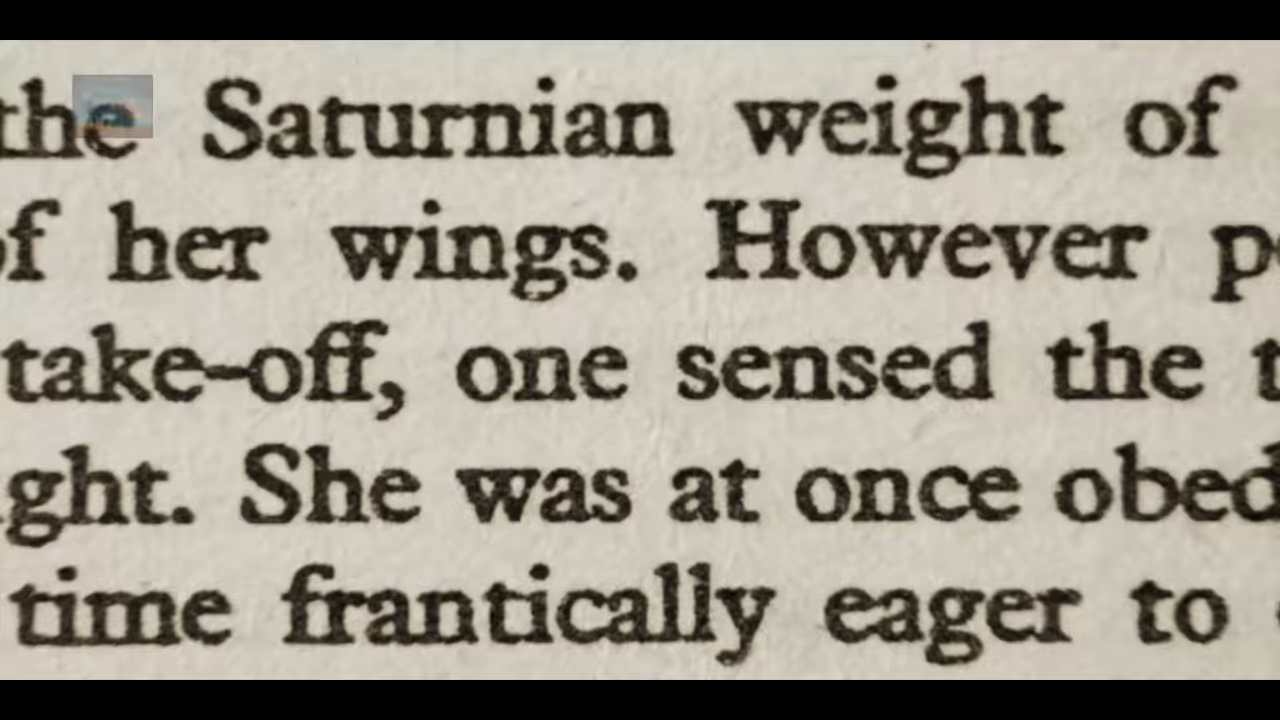 the Saturnian weight of
of her wings. However p
take-off, one sensed the t
ght. She was at once obed
time frantically eager to